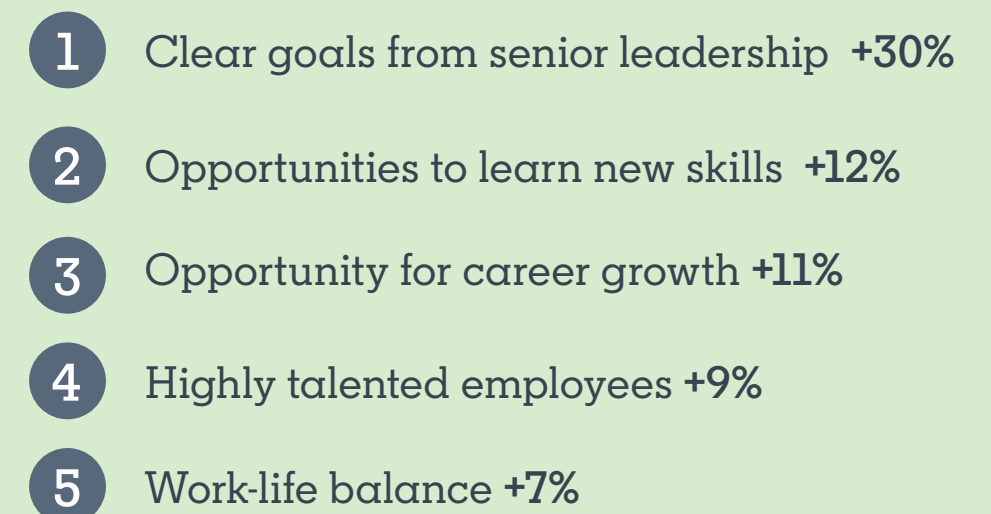 1 Clear goals from senior leadership +30%
2 Opportunities to learn new skills +12%
3 Opportunity for career growth +11%
4 Highly talented employees +9%
5 Work-life balance +7%